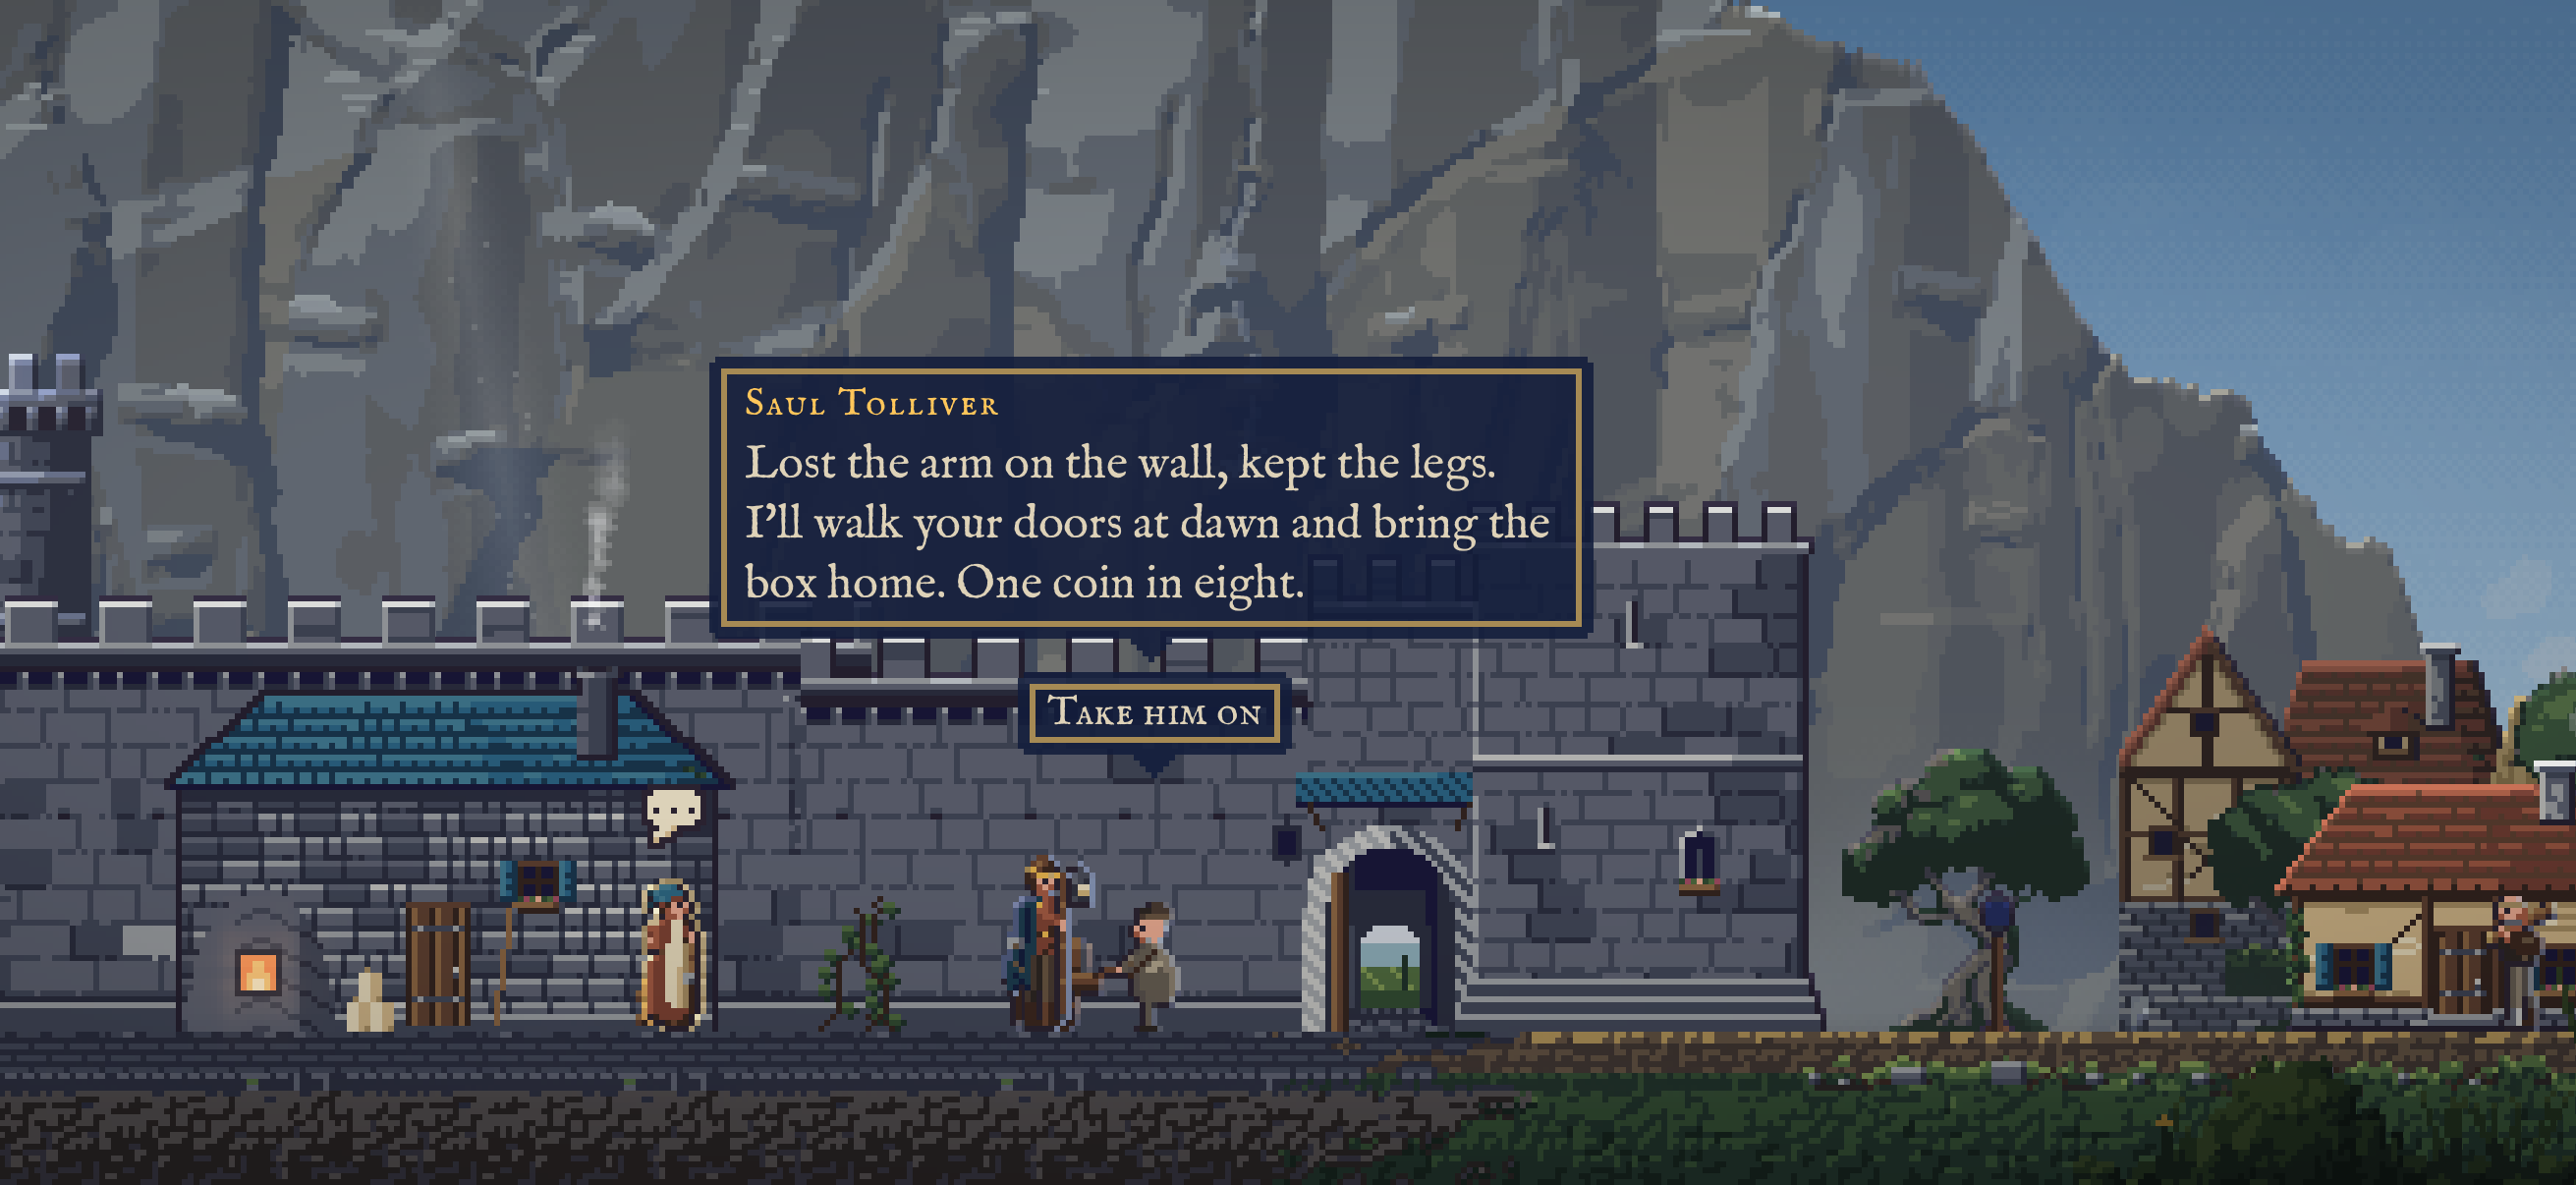 Saul Tolliver
Lost the arm on the wall, kept the legs.
I'll walk your doors at dawn and bring the
box home. One coin in eight.
Take him on